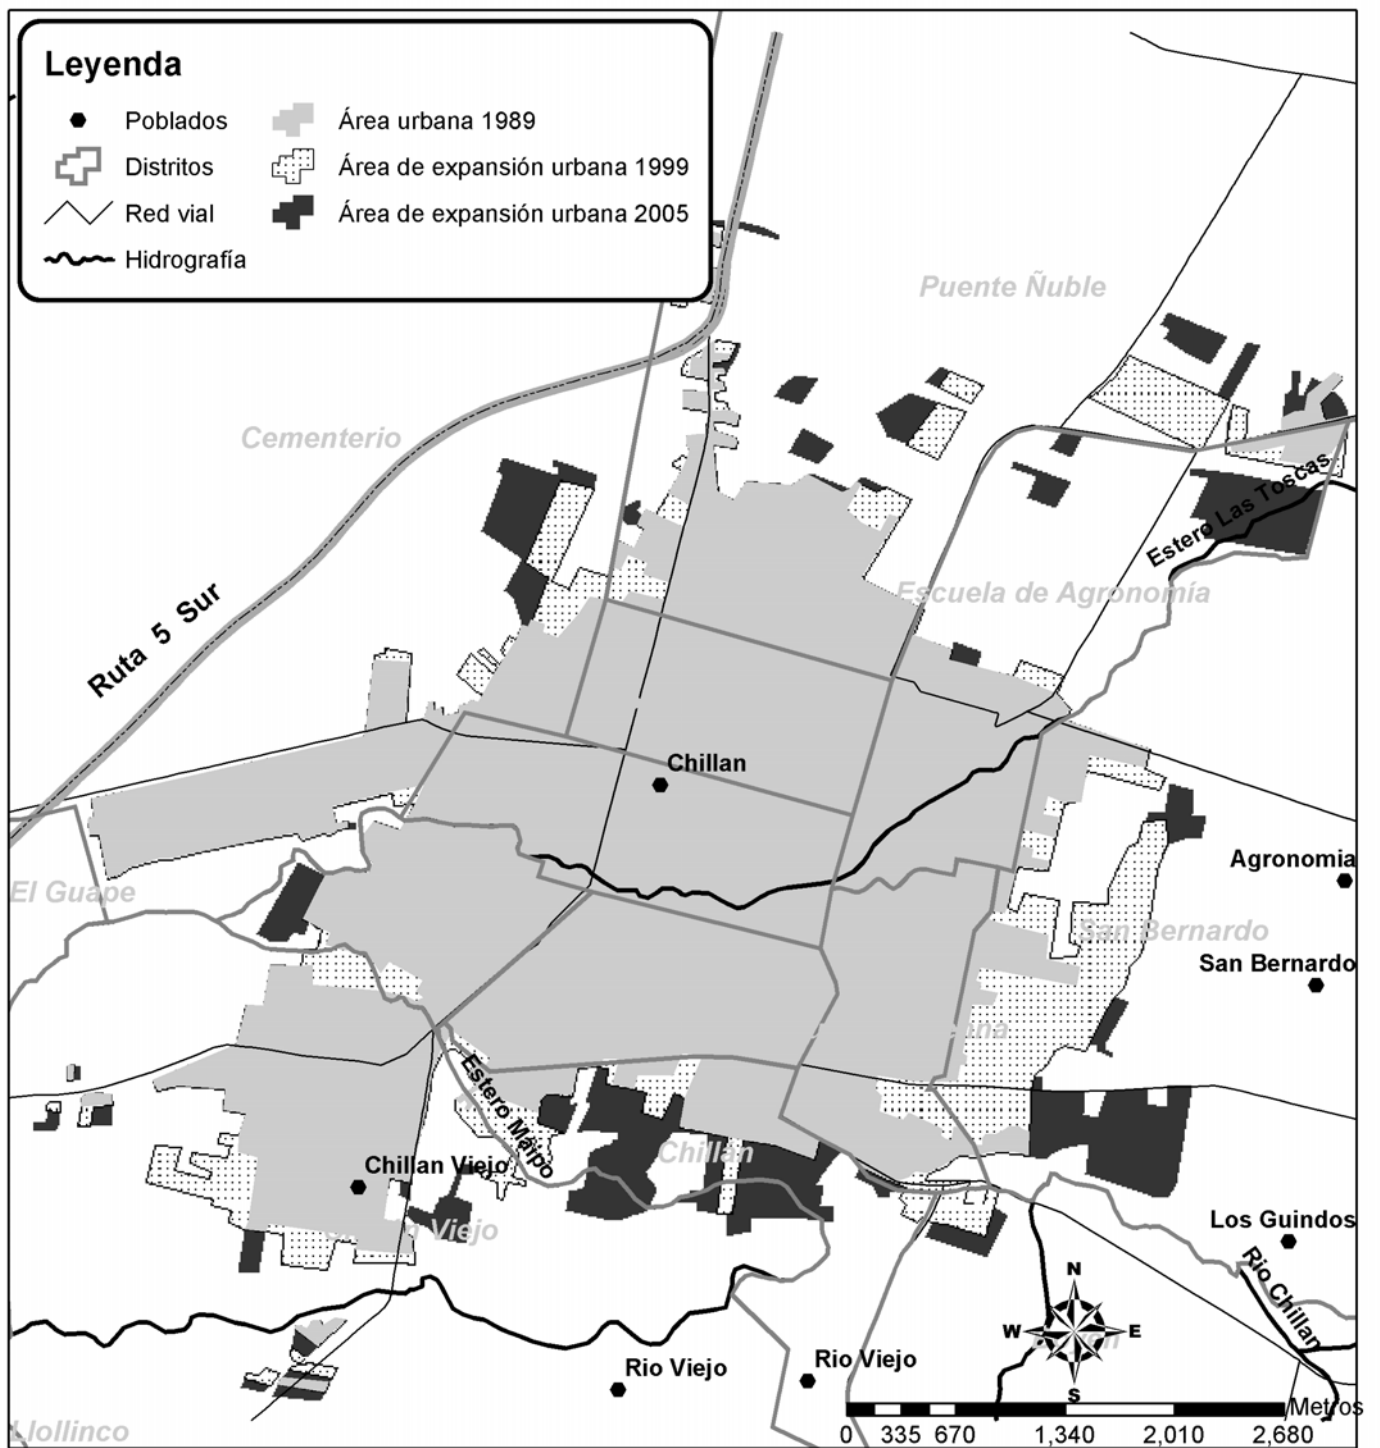 Leyenda
Poblados
Área urbana 1989
Distritos
Área de expansión urbana 1999
Red vial
Área de expansión urbana 2005
Hidrografía
Puente Ñuble
Cementerio
Estero Las Toscas
Escuela de Agronomía
Ruta 5 Sur
Chillan
Agronomia
El Guape
San Bernardo
San Bernardo
Estero Maipo
Chillán
Chillan Viejo
Viejo
Los Guindos
Rio Chillan
N
W
E
S
Rio Viejo
Rio Viejo
Metros
0 335 670 1,340 2,010 2,680
Llollinco